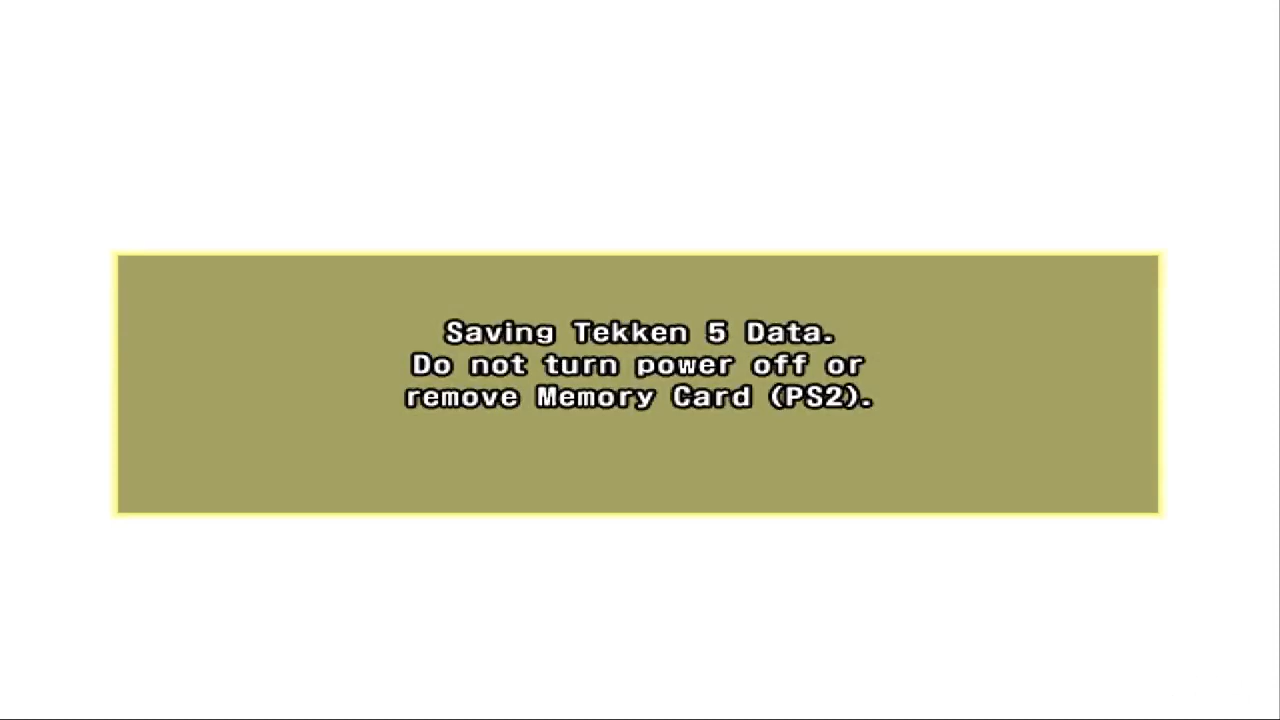 Saving Tekken 5 Data.
Do not turn power off or
remove Memory Card (PS2).